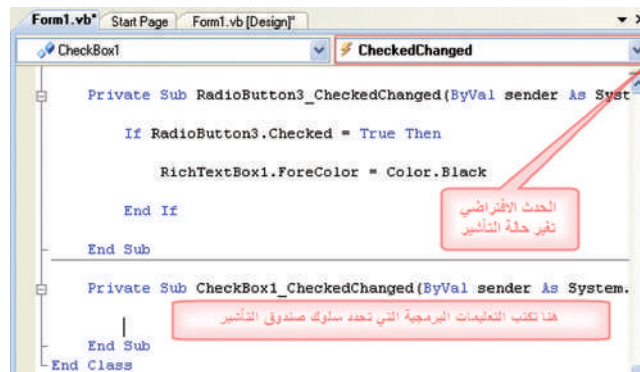 Form1.vb* Start Page Form1.vb [Design]*
CheckBox1 CheckedChanged
Private Sub RadioButton3_CheckedChanged(ByVal sender As Syst
If RadioButton3.Checked = True Then
RichTextBox1.ForeColor = Color.Black
الحدث الافتراضي
تغير حالة التأشير
End If
End Sub
Private Sub CheckBox1_CheckedChanged(ByVal sender As System.
هنا تكتب التعليمات البرمجية التي تحدد سلوك صندوق التأشير
End Sub
End Class